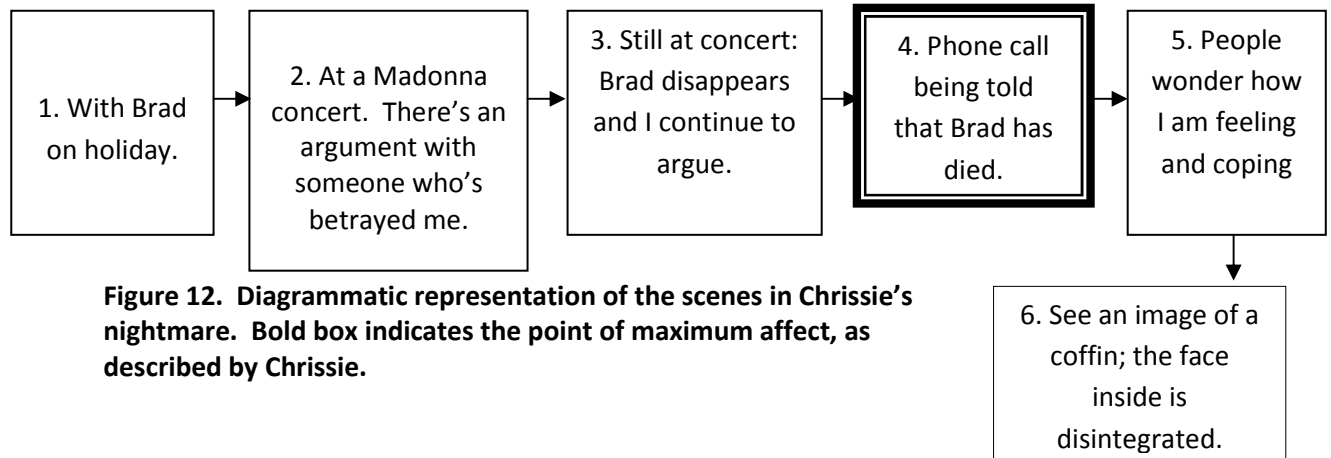 1. With Brad
on holiday.
2. At a Madonna
concert.  There’s an
argument with
someone who’s
betrayed me.
3. Still at concert:
Brad disappears
and I continue to
argue.
4. Phone call
being told
that Brad has
died.
5. People
wonder how
I am feeling
and coping
6. See an image of a
coffin; the face
inside is
disintegrated.
Figure 12.  Diagrammatic representation of the scenes in Chrissie’s
nightmare.  Bold box indicates the point of maximum affect, as
described by Chrissie.